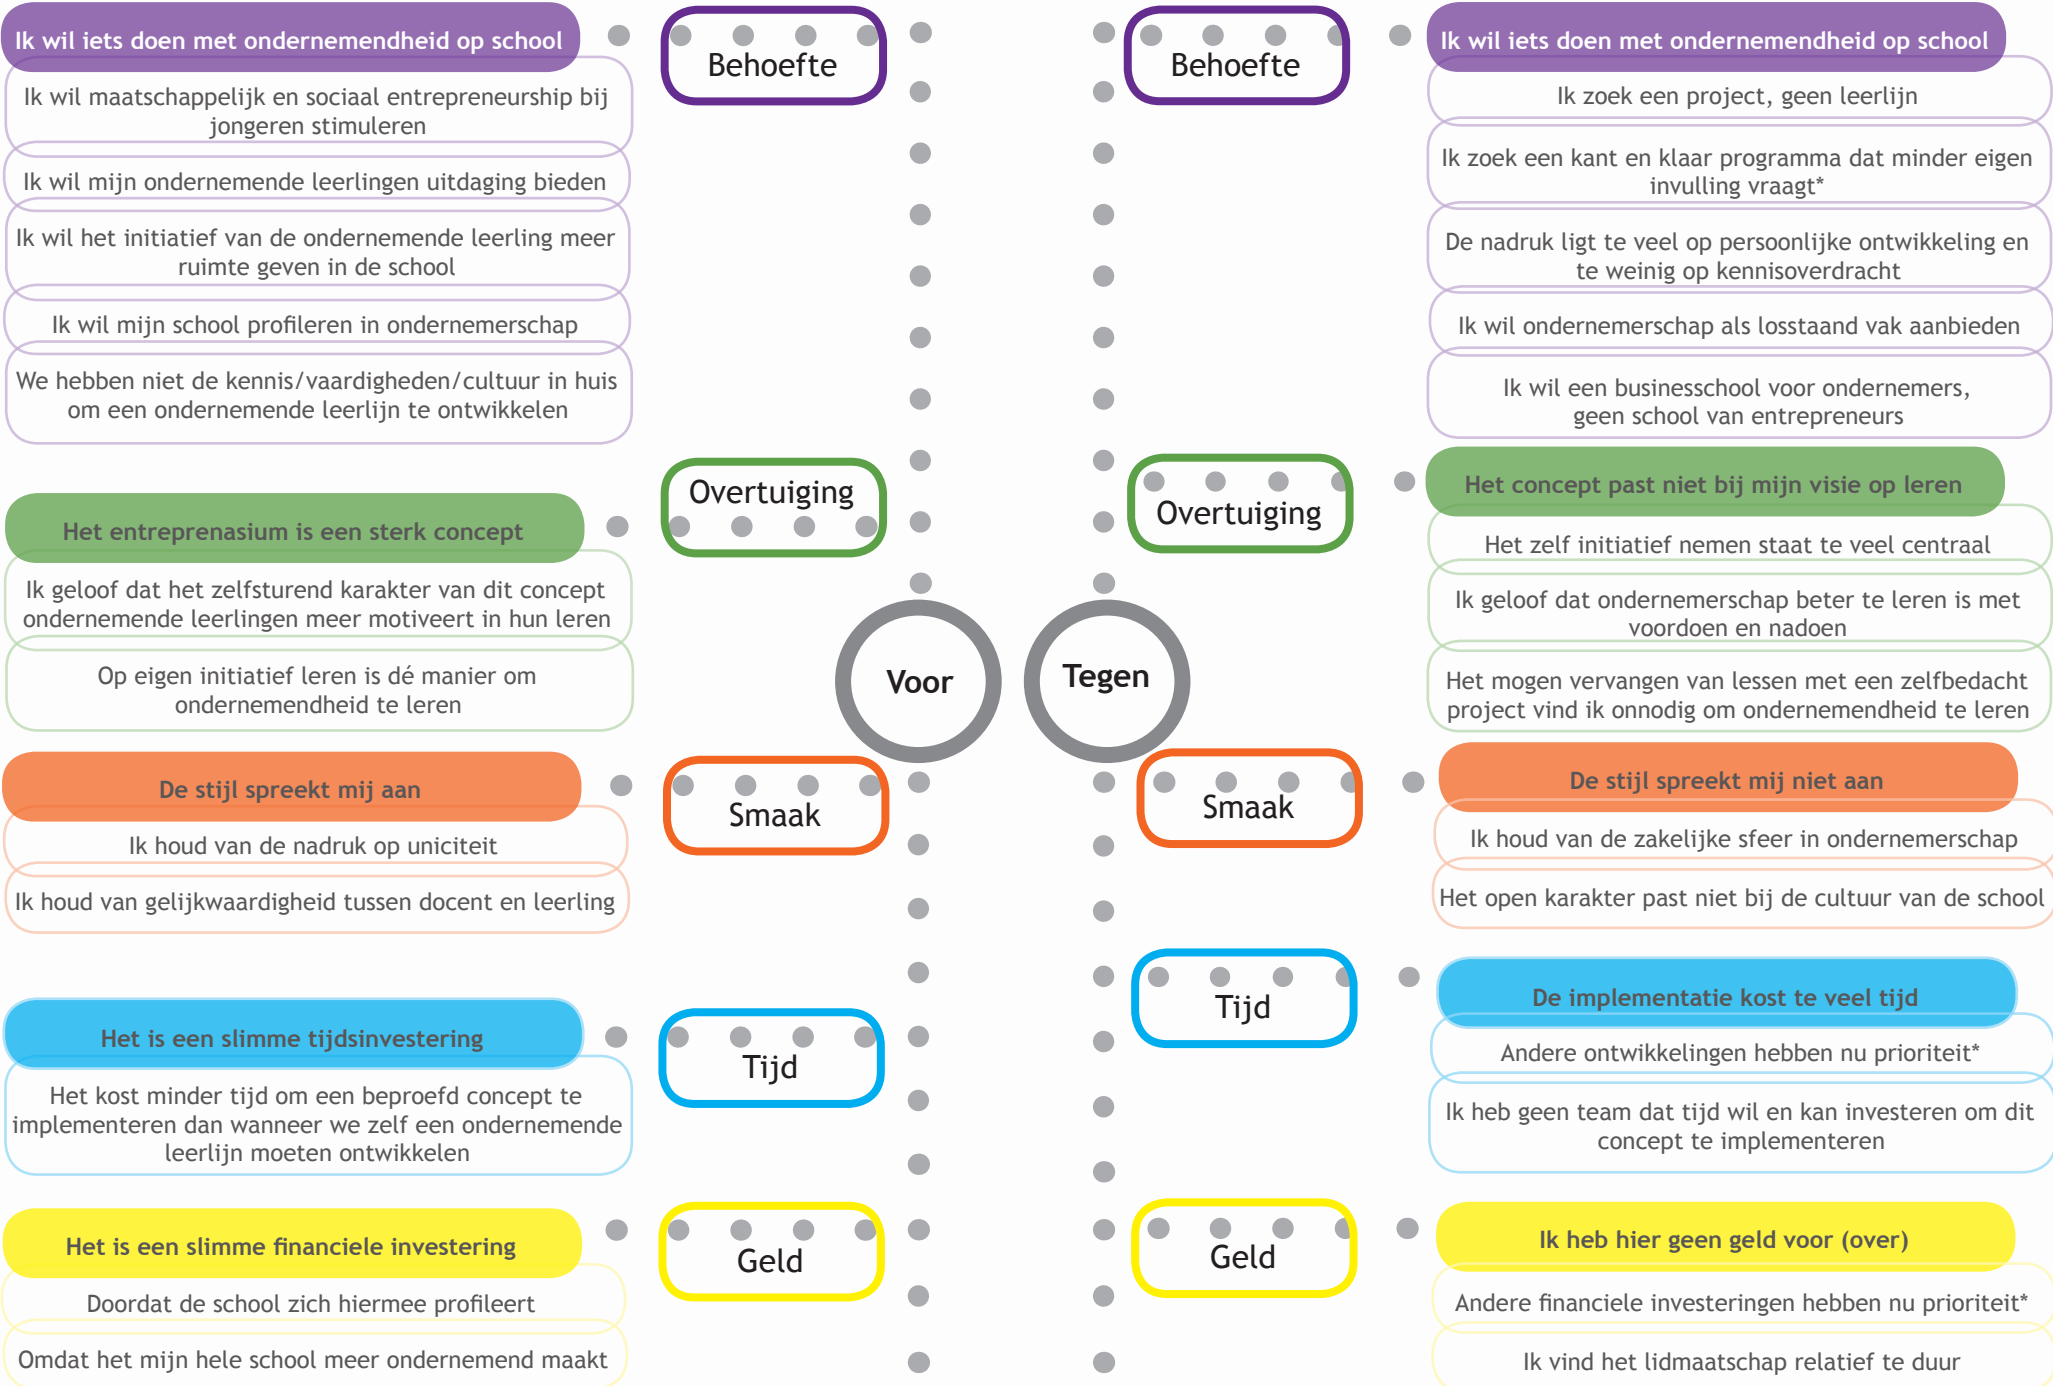 Ik wil iets doen met ondernemendheid op school
Ik wil maatschappelijk en sociaal entrepreneurship bij
jongeren stimuleren
Ik wil mijn ondernemende leerlingen uitdaging bieden
Ik wil het initiatief van de ondernemende leerling meer
ruimte geven in de school
Ik wil mijn school profileren in ondernemerschap
We hebben niet de kennis/vaardigheden/cultuur in huis
om een ondernemende leerlijn te ontwikkelen
Behoefte
Het entreprenasium is een sterk concept
Ik geloof dat het zelfsturend karakter van dit concept
ondernemende leerlingen meer motiveert in hun leren
Op eigen initiatief leren is dé manier om
ondernemendheid te leren
Overtuiging
De stijl spreekt mij aan
Ik houd van de nadruk op uniciteit
Ik houd van gelijkwaardigheid tussen docent en leerling
Smaak
Het is een slimme tijdsinvestering
Het kost minder tijd om een beproefd concept te
implementeren dan wanneer we zelf een ondernemende
leerlijn moeten ontwikkelen
Tijd
Het is een slimme financiele investering
Doordat de school zich hiermee profileert
Omdat het mijn hele school meer ondernemend maakt
Geld
Voor
Tegen
Behoefte
Ik wil iets doen met ondernemendheid op school
Ik zoek een project, geen leerlijn
Ik zoek een kant en klaar programma dat minder eigen
invulling vraagt*
De nadruk ligt te veel op persoonlijke ontwikkeling en
te weinig op kennisoverdracht
Ik wil ondernemerschap als losstaand vak aanbieden
Ik wil een businesschool voor ondernemers,
geen school van entrepreneurs
Overtuiging
Het concept past niet bij mijn visie op leren
Het zelf initiatief nemen staat te veel centraal
Ik geloof dat ondernemerschap beter te leren is met
voordoen en nadoen
Het mogen vervangen van lessen met een zelfbedacht
project vind ik onnodig om ondernemendheid te leren
Smaak
De stijl spreekt mij niet aan
Ik houd van de zakelijke sfeer in ondernemerschap
Het open karakter past niet bij de cultuur van de school
Tijd
De implementatie kost te veel tijd
Andere ontwikkelingen hebben nu prioriteit*
Ik heb geen team dat tijd wil en kan investeren om dit
concept te implementeren
Geld
Ik heb hier geen geld voor (over)
Andere financiele investeringen hebben nu prioriteit*
Ik vind het lidmaatschap relatief te duur